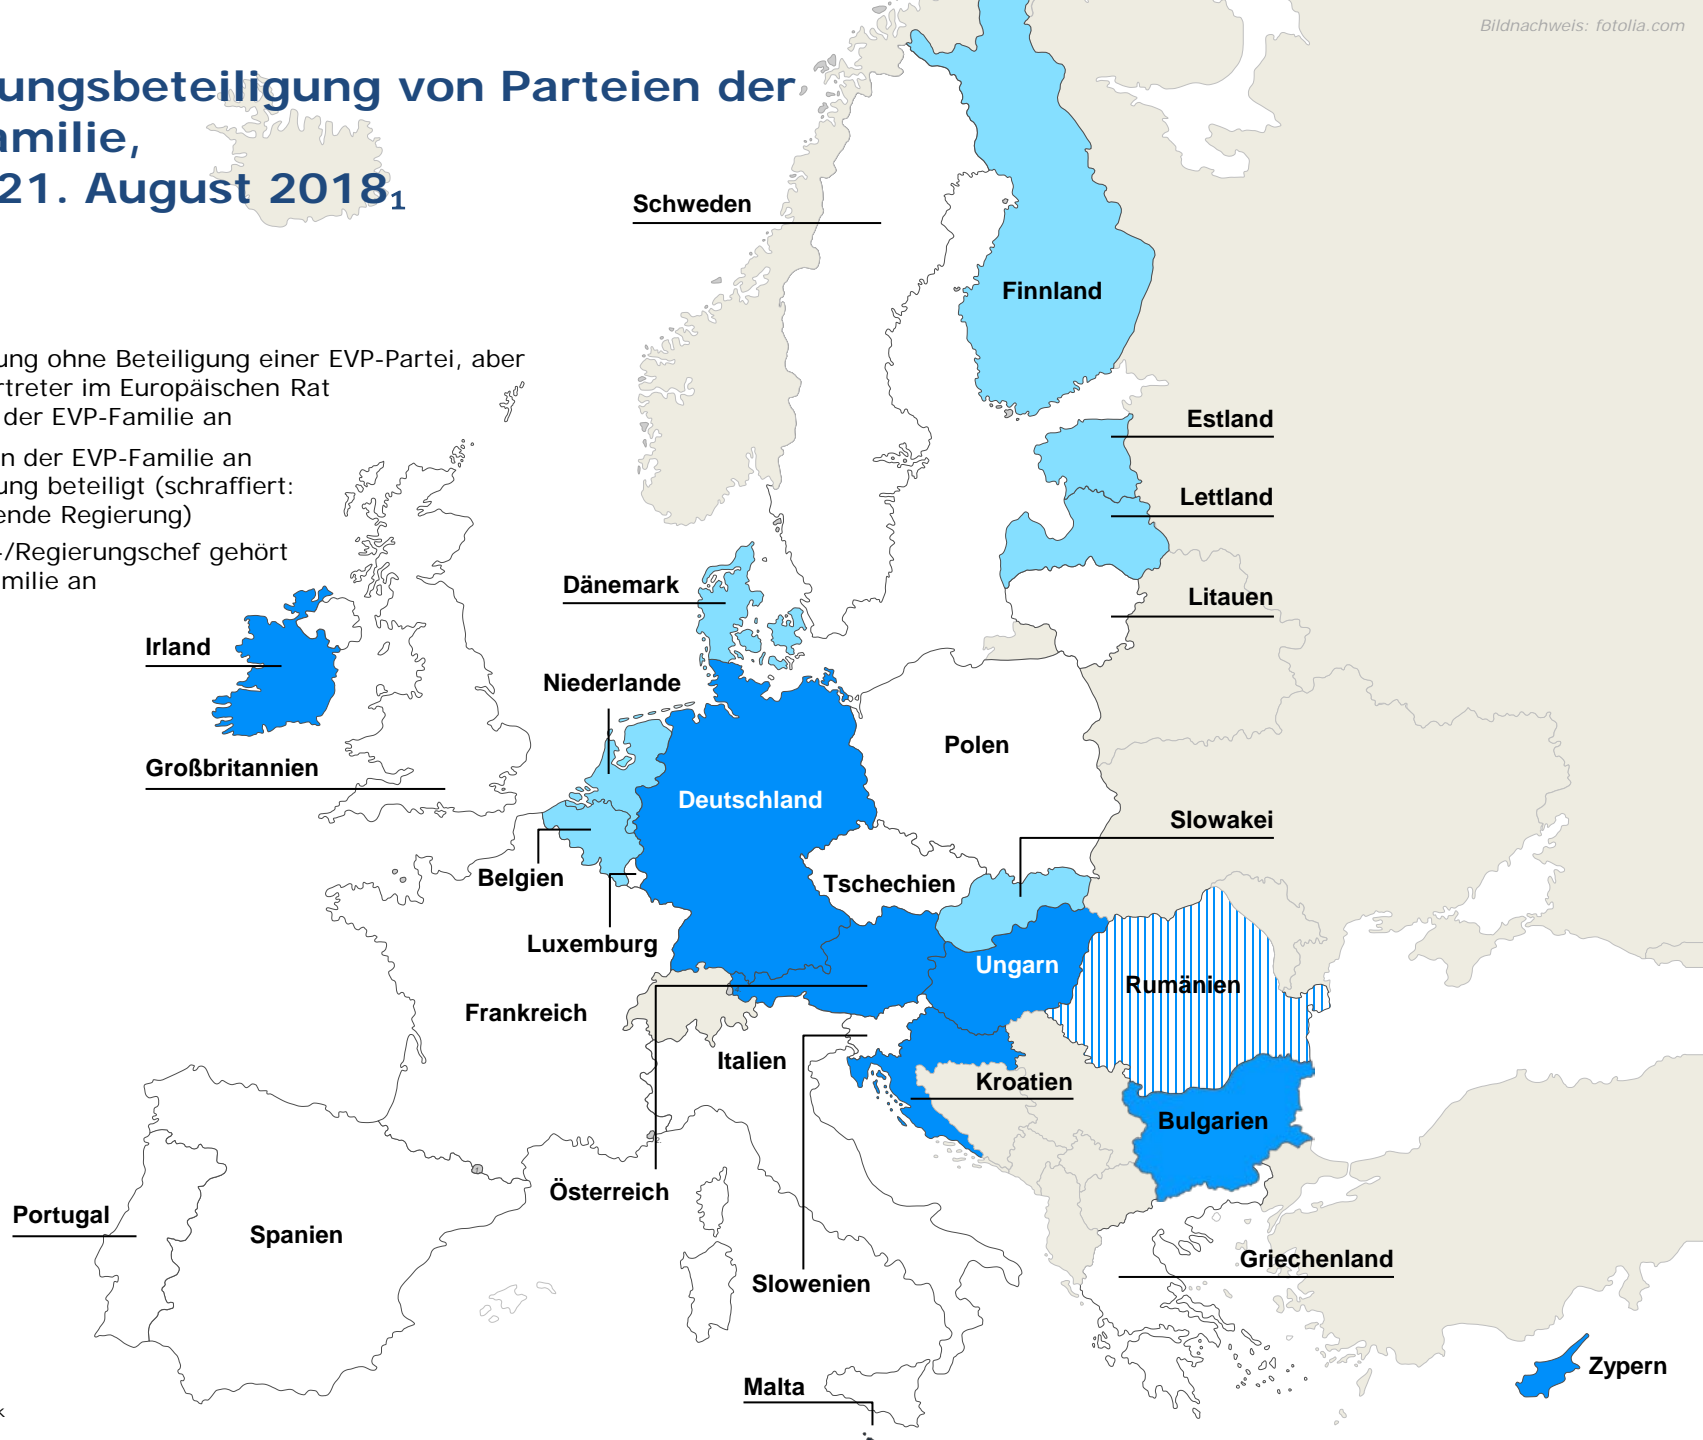 Bildnachweis: fotolia.com
ungsbeteiligung von Parteien der
amilie,
21. August 2018₁
Schweden
Finnland
ung ohne Beteiligung einer EVP-Partei, aber
rtreter im Europäischen Rat
der EVP-Familie an
Estland
n der EVP-Familie an
ung beteiligt (schraffiert:
ende Regierung)
Lettland
-/Regierungschef gehört
milie an
Dänemark
Litauen
Irland
Niederlande
Polen
Großbritannien
Deutschland
Slowakei
Belgien
Tschechien
Luxemburg
Ungarn
Rumänien
Frankreich
Italien
Kroatien
Bulgarien
Österreich
Portugal
Spanien
Griechenland
Slowenien
Zypern
Malta
k